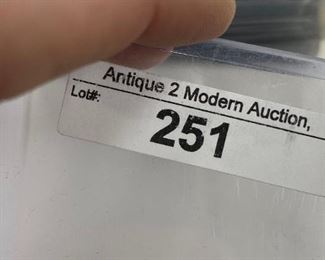 Antique 2 Modern Auction,
Lot#:
251